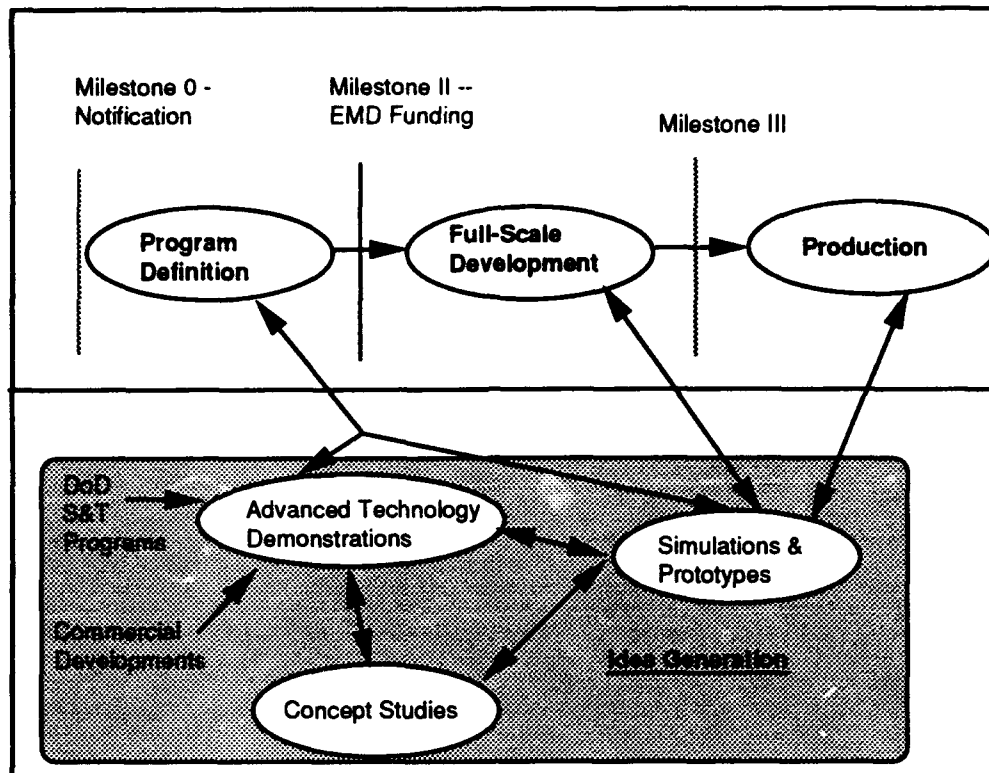 Milestone 0 -
Notification
Milestone II --
EMD Funding
Milestone III
Program
Definition
Full-Scale
Development
Production
DoD
S&T
Programs
Advanced Technology
Demonstrations
Simulations &
Prototypes
Commercial
Developments
Idea Generation
Concept Studies